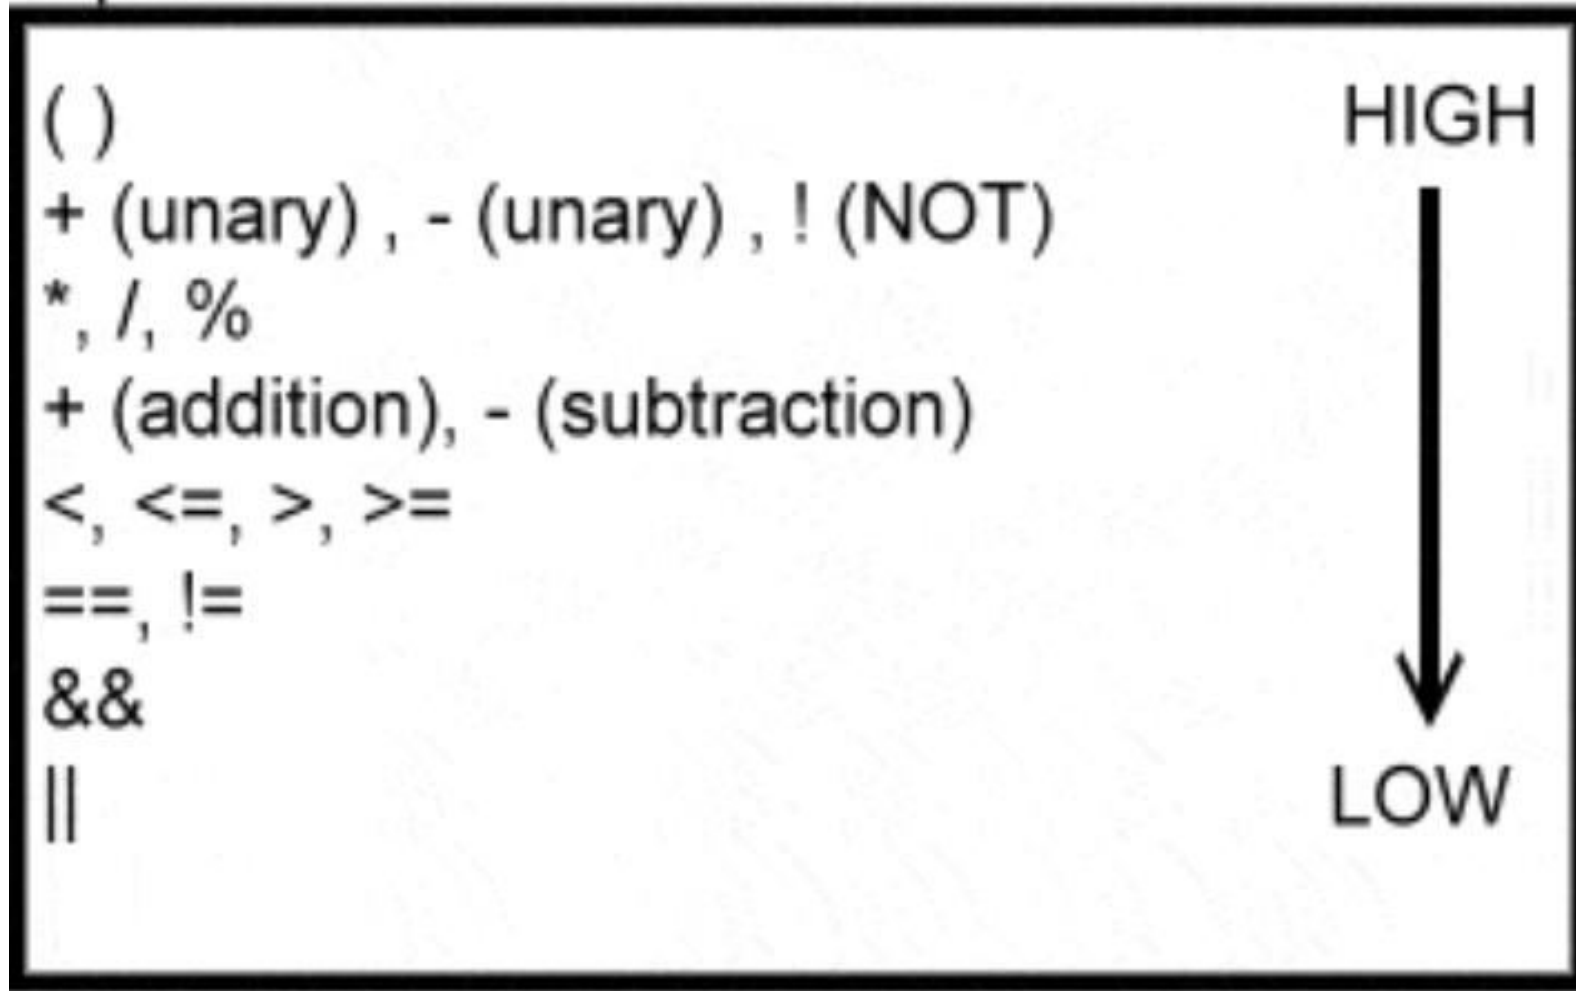 ( ) HIGH
+ (unary) , - (unary) , ! (NOT)
*, /, %
+ (addition), - (subtraction)
<, <=, >, >=
==, !=
&&
|| LOW